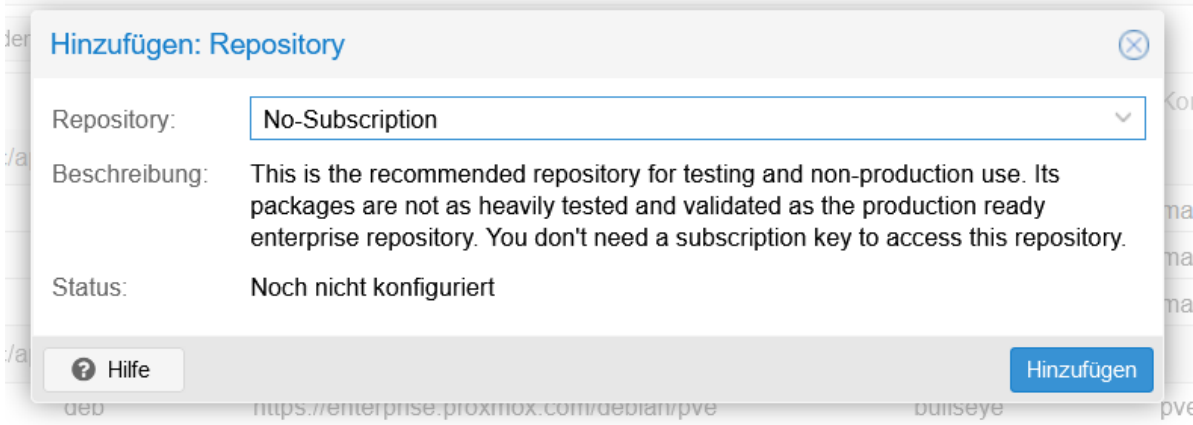 Hinzufügen: Repository
Repository: No-Subscription
Beschreibung: This is the recommended repository for testing and non-production use. Its
packages are not as heavily tested and validated as the production ready
enterprise repository. You don't need a subscription key to access this repository.
Status: Noch nicht konfiguriert
Hilfe Hinzufügen
deb https://enterprise.proxmox.com/debian/pve bullseye